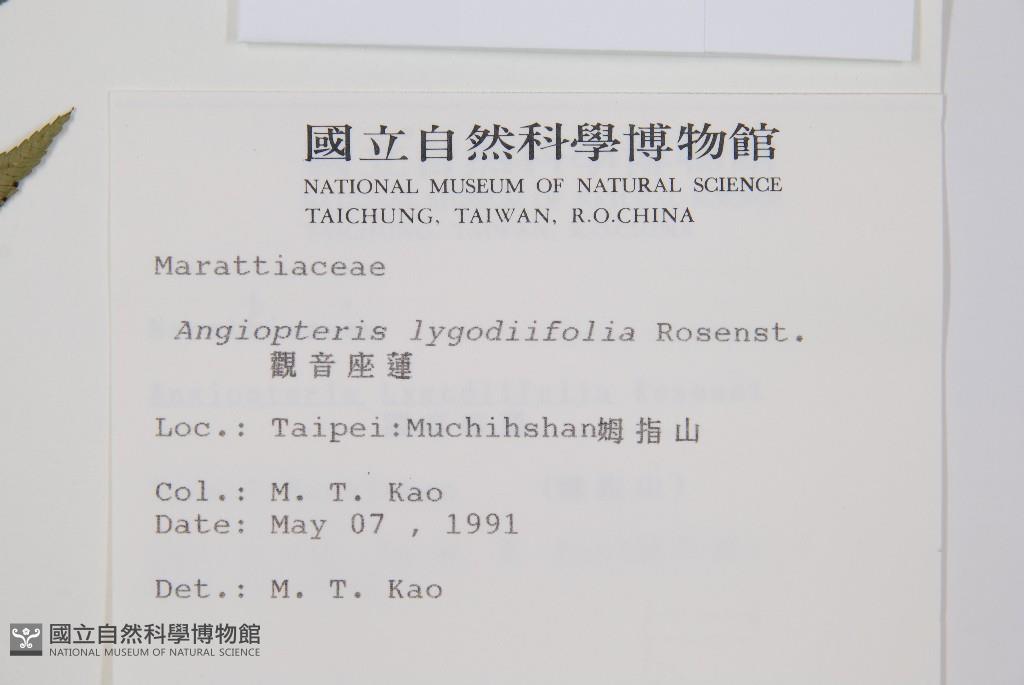 國立自然科學博物館
NATIONAL MUSEUM OF NATURAL SCIENCE
TAICHUNG, TAIWAN, R.O.CHINA
Marattiaceae
Angiopteris lygodiifolia Rosenst.
觀音座蓮
Loc.: Taipei:Muchihshan姆指山
Col.: M. T. Kao
Date: May 07 , 1991
Det.: M. T. Kao
國立自然科學博物館
NATIONAL MUSEUM OF NATURAL SCIENCE